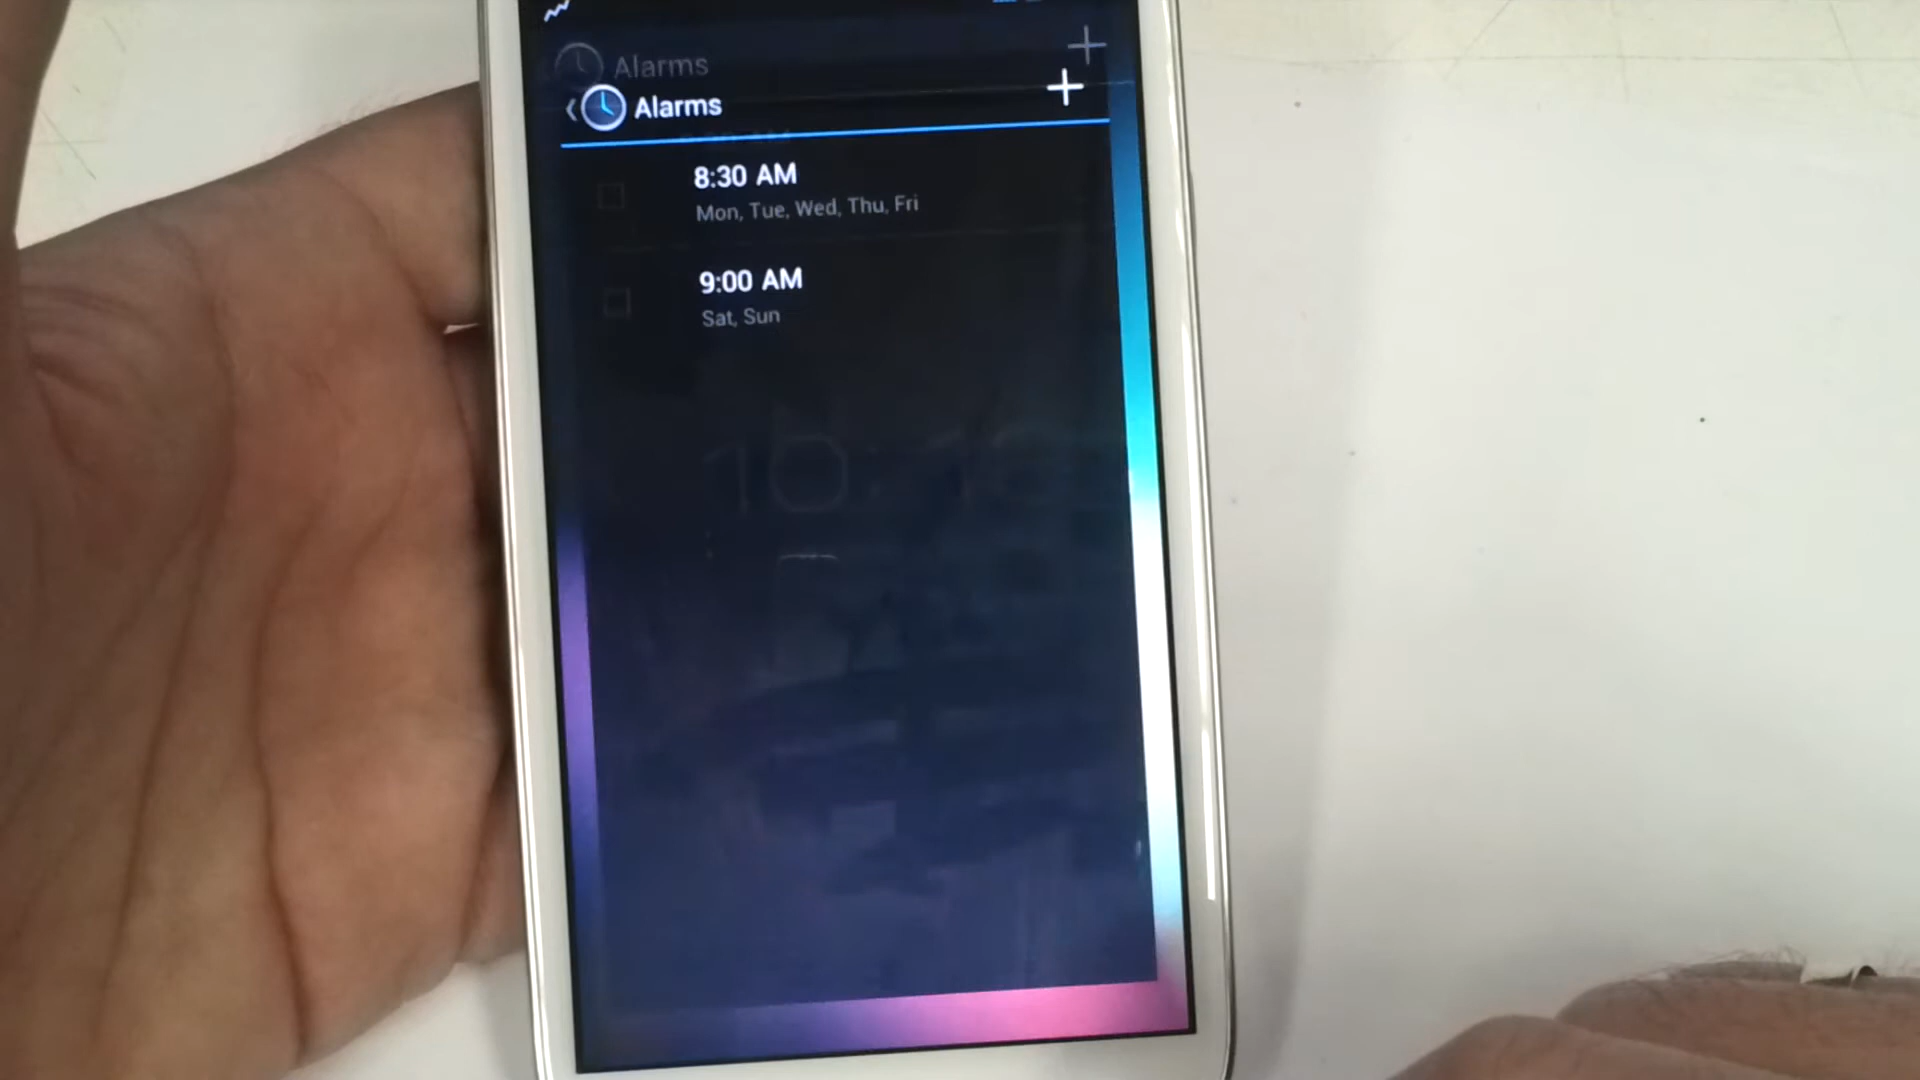 Alarms
Alarms
8:30 AM
Mon, Tue, Wed, Thu, Fri
9:00 AM
Sat, Sun